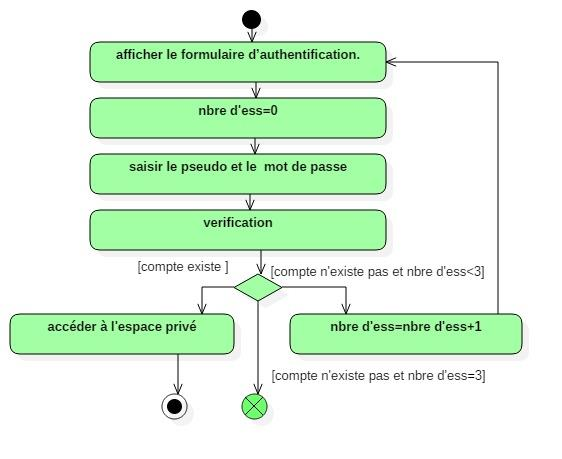 afficher le formulaire d'authentification.
nbre d'ess=0
saisir le pseudo et le  mot de passe
verification
[compte existe ]
[compte n'existe pas et nbre d'ess<3]
accéder à l'espace privé
nbre d'ess=nbre d'ess+1
[compte n'existe pas et nbre d'ess=3]